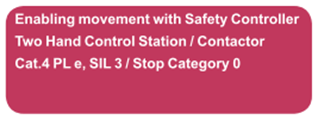 Enabling movement with Safety Controller
Two Hand Control Station / Contactor
Cat.4 PL e, SIL 3 / Stop Category 0